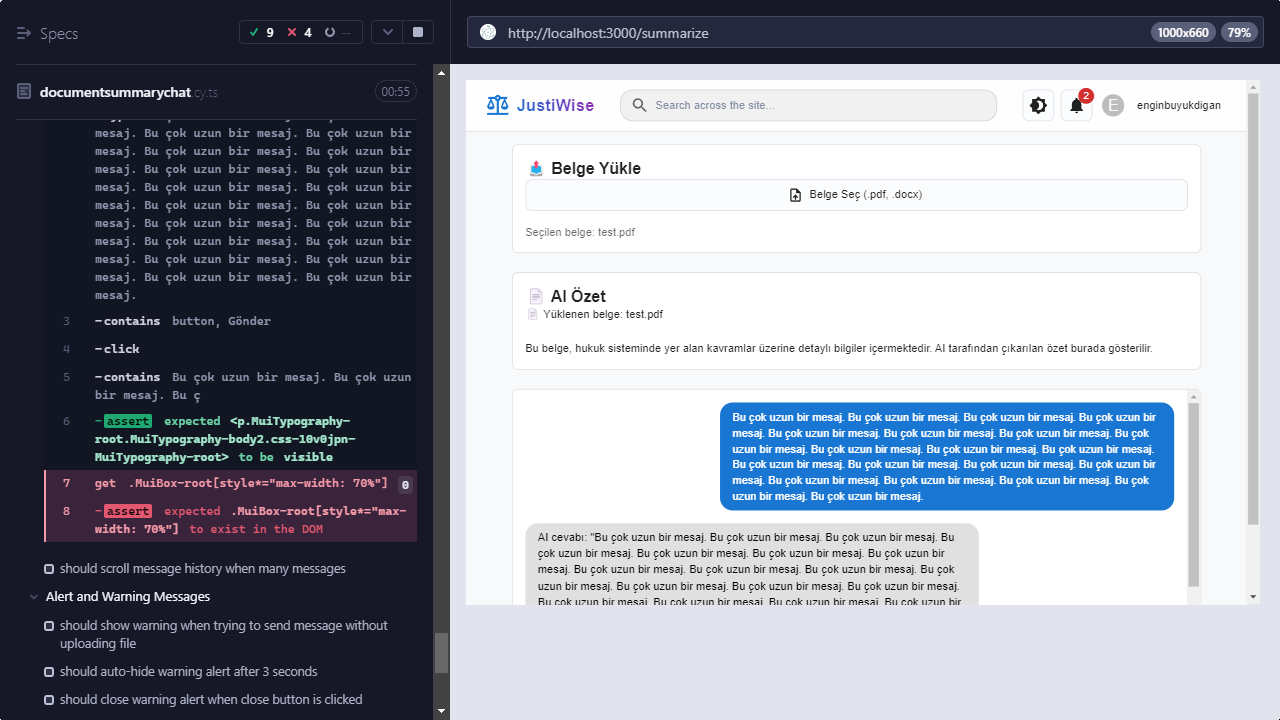 Specs
9 4 --
documentsummarychat.cy.ts
00:55
mesaj. Bu çok uzun bir mesaj. Bu çok uzun bir
mesaj. Bu çok uzun bir mesaj. Bu çok uzun bir
mesaj. Bu çok uzun bir mesaj. Bu çok uzun bir
mesaj. Bu çok uzun bir mesaj. Bu çok uzun bir
mesaj. Bu çok uzun bir mesaj. Bu çok uzun bir
mesaj. Bu çok uzun bir mesaj. Bu çok uzun bir
mesaj. Bu çok uzun bir mesaj. Bu çok uzun bir
mesaj. Bu çok uzun bir mesaj. Bu çok uzun bir
mesaj. Bu çok uzun bir mesaj. Bu çok uzun bir
mesaj.
3 -contains button, Gönder
4 -click
5 -contains Bu çok uzun bir mesaj. Bu çok uzun
bir mesaj. Bu ç
6 -assert expected <p.MuiTypography-
root.MuiTypography-body2.css-10v0jpn-
MuiTypography-root> to be visible
7 get .MuiBox-root[style*="max-width: 70%"] 0
8 -assert expected .MuiBox-root[style*="max-
width: 70%"] to exist in the DOM
should scroll message history when many messages
Alert and Warning Messages
should show warning when trying to send message without
uploading file
should auto-hide warning alert after 3 seconds
should close warning alert when close button is clicked
http://localhost:3000/summarize
1000x660
79%
JustiWise
Search across the site...
2
E
enginbuyukdigan
Belge Yükle
Belge Seç (.pdf, .docx)
Seçilen belge: test.pdf
AI Özet
Yüklenen belge: test.pdf
Bu belge, hukuk sisteminde yer alan kavramlar üzerine detaylı bilgiler içermektedir. AI tarafından çıkarılan özet burada gösterilir.
Bu çok uzun bir mesaj. Bu çok uzun bir mesaj. Bu çok uzun bir mesaj. Bu çok uzun bir
mesaj. Bu çok uzun bir mesaj. Bu çok uzun bir mesaj. Bu çok uzun bir mesaj. Bu çok
uzun bir mesaj. Bu çok uzun bir mesaj. Bu çok uzun bir mesaj. Bu çok uzun bir mesaj.
Bu çok uzun bir mesaj. Bu çok uzun bir mesaj. Bu çok uzun bir mesaj. Bu çok uzun bir
mesaj. Bu çok uzun bir mesaj. Bu çok uzun bir mesaj. Bu çok uzun bir mesaj. Bu çok
uzun bir mesaj. Bu çok uzun bir mesaj.
AI cevabı: "Bu çok uzun bir mesaj. Bu çok uzun bir mesaj. Bu çok uzun bir mesaj. Bu
çok uzun bir mesaj. Bu çok uzun bir mesaj. Bu çok uzun bir mesaj. Bu çok uzun bir
mesaj. Bu çok uzun bir mesaj. Bu çok uzun bir mesaj. Bu çok uzun bir mesaj. Bu çok
uzun bir mesaj. Bu çok uzun bir mesaj. Bu çok uzun bir mesaj. Bu çok uzun bir mesaj.
Bu çok uzun bir mesaj. Bu çok uzun bir mesaj. Bu çok uzun bir